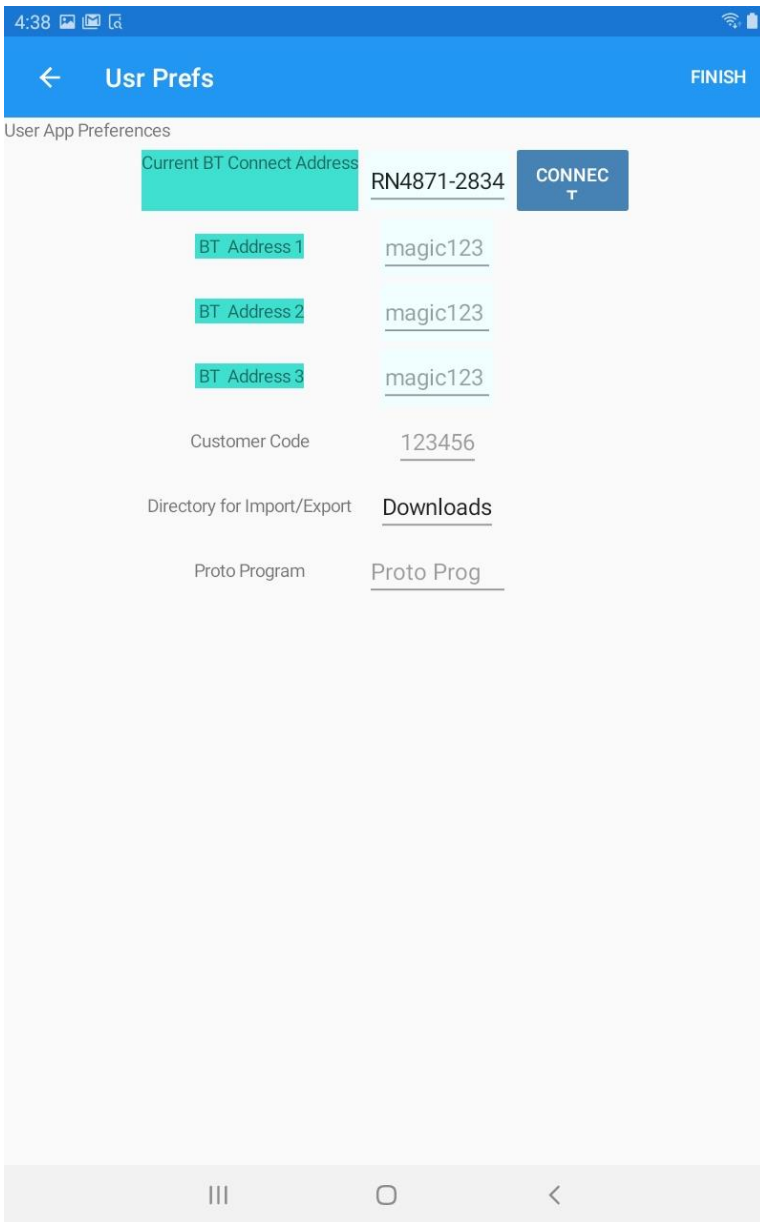 4:38
Usr Prefs
FINISH
User App Preferences
Current BT Connect Address
RN4871-2834
CONNEC
T
BT Address 1
magic123
BT Address 2
magic123
BT Address 3
magic123
Customer Code
123456
Directory for Import/Export
Downloads
Proto Program
Proto Prog